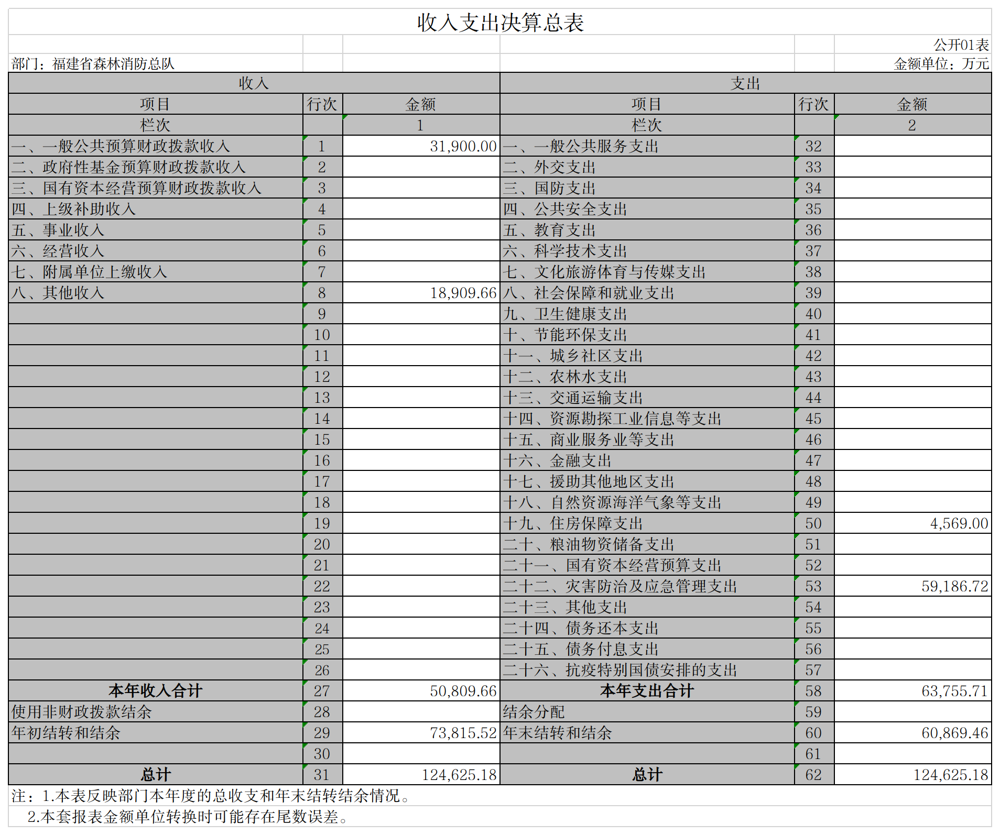 收入支出决算总表
公开01表
部门：福建省森林消防总队 金额单位：万元
收入 支出
项目 行次 金额 项目 行次 金额
栏次 1 栏次 2
一、一般公共预算财政拨款收入 1 31,900.00 一、一般公共服务支出 32
二、政府性基金预算财政拨款收入 2 二、外交支出 33
三、国有资本经营预算财政拨款收入 3 三、国防支出 34
四、上级补助收入 4 四、公共安全支出 35
五、事业收入 5 五、教育支出 36
六、经营收入 6 六、科学技术支出 37
七、附属单位上缴收入 7 七、文化旅游体育与传媒支出 38
八、其他收入 8 18,909.66 八、社会保障和就业支出 39
9 九、卫生健康支出 40
10 十、节能环保支出 41
11 十一、城乡社区支出 42
12 十二、农林水支出 43
13 十三、交通运输支出 44
14 十四、资源勘探工业信息等支出 45
15 十五、商业服务业等支出 46
16 十六、金融支出 47
17 十七、援助其他地区支出 48
18 十八、自然资源海洋气象等支出 49
19 十九、住房保障支出 50 4,569.00
20 二十、粮油物资储备支出 51
21 二十一、国有资本经营预算支出 52
22 二十二、灾害防治及应急管理支出 53 59,186.72
23 二十三、其他支出 54
24 二十四、债务还本支出 55
25 二十五、债务付息支出 56
26 二十六、抗疫特别国债安排的支出 57
本年收入合计 27 50,809.66 本年支出合计 58 63,755.71
使用非财政拨款结余 28 结余分配 59
年初结转和结余 29 73,815.52 年末结转和结余 60 60,869.46
30 61
总计 31 124,625.18 总计 62 124,625.18
注：1.本表反映部门本年度的总收支和年末结转结余情况。
2.本套报表金额单位转换时可能存在尾数误差。